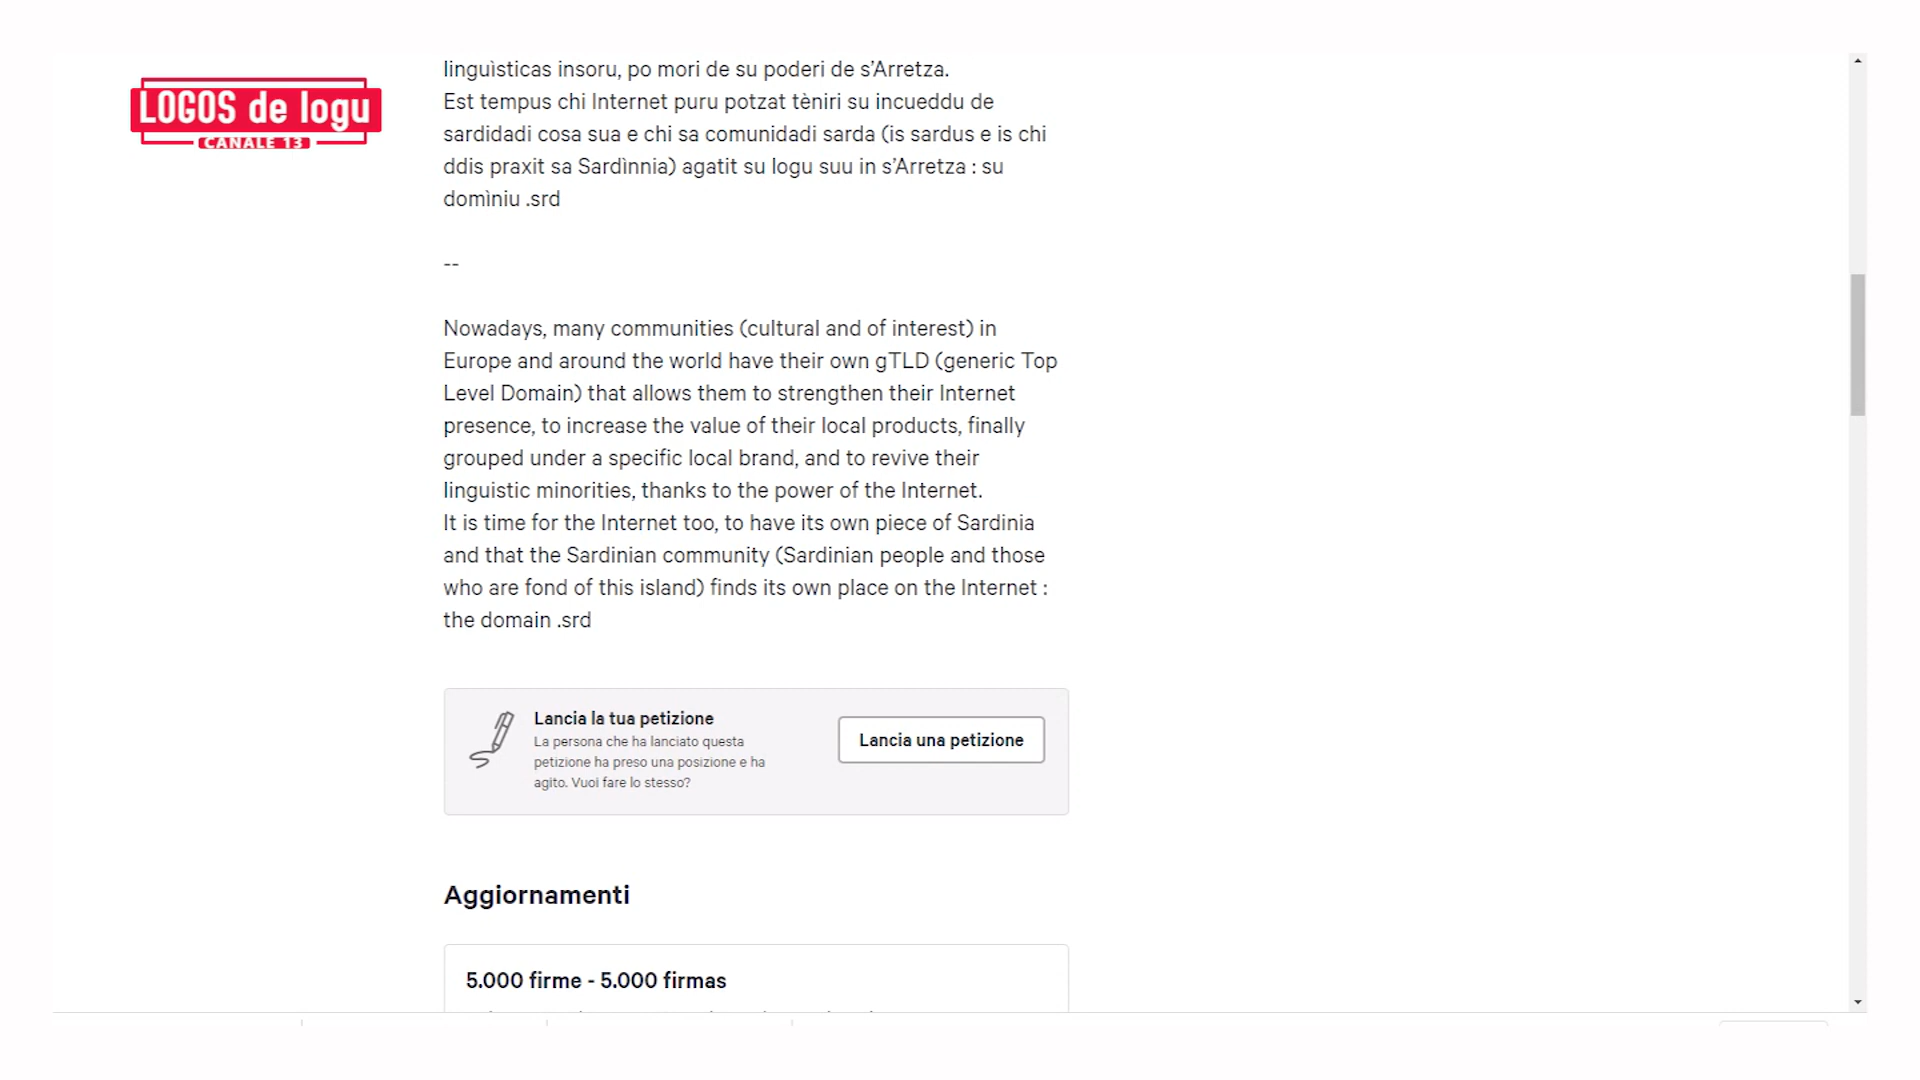 LOGOS de logu
CANALE 13
linguìsticas insoru, po mori de su poderi de s’Arretza.
Est tempus chi Internet puru potzat tèniri su incueddu de
sardidadi cosa sua e chi sa comunidadi sarda (is sardus e is chi
ddis praxit sa Sardìnnia) agatit su logu suu in s’Arretza : su
domìniu .srd
--
Nowadays, many communities (cultural and of interest) in
Europe and around the world have their own gTLD (generic Top
Level Domain) that allows them to strengthen their Internet
presence, to increase the value of their local products, finally
grouped under a specific local brand, and to revive their
linguistic minorities, thanks to the power of the Internet.
It is time for the Internet too, to have its own piece of Sardinia
and that the Sardinian community (Sardinian people and those
who are fond of this island) finds its own place on the Internet :
the domain .srd
Lancia la tua petizione
La persona che ha lanciato questa
petizione ha preso una posizione e ha
agito. Vuoi fare lo stesso?
Lancia una petizione
Aggiornamenti
5.000 firme - 5.000 firmas